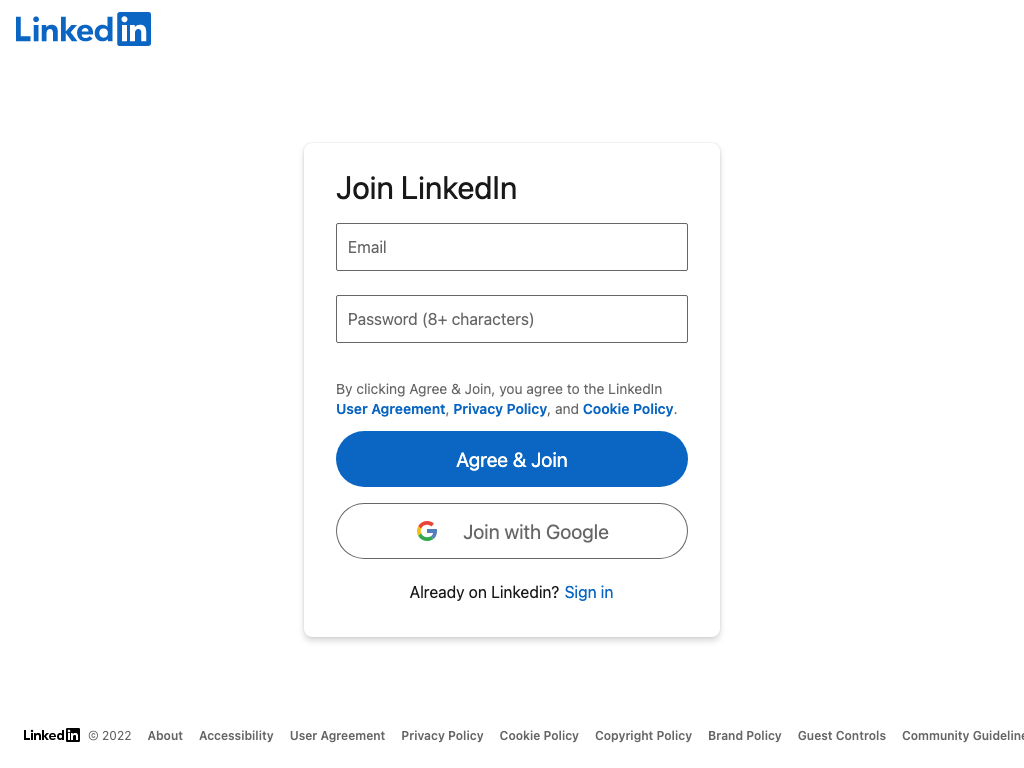 Linkedin
Join LinkedIn
Email
Password (8+ characters)
By clicking Agree & Join, you agree to the LinkedIn
User Agreement, Privacy Policy, and Cookie Policy.
Agree & Join
Join with Google
Already on Linkedin? Sign in
Linkedin © 2022 About Accessibility User Agreement Privacy Policy Cookie Policy Copyright Policy Brand Policy Guest Controls Community Guideline